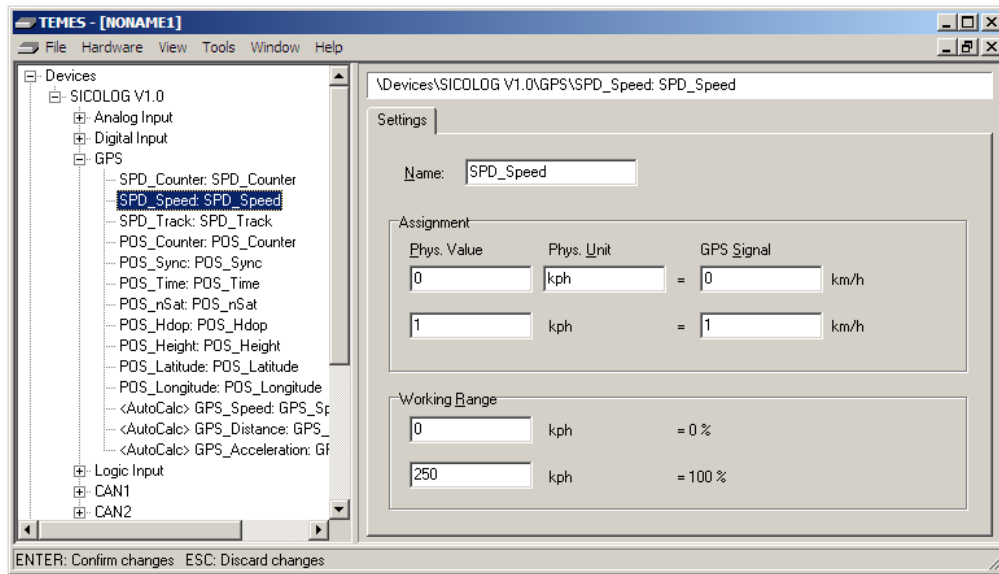 TEMES - [NONAME1]
File Hardware View Tools Window Help
Devices
SICOLOG V1.0
Analog Input
Digital Input
GPS
SPD_Counter: SPD_Counter
SPD_Speed: SPD_Speed
SPD_Track: SPD_Track
POS_Counter: POS_Counter
POS_Sync: POS_Sync
POS_Time: POS_Time
POS_nSat: POS_nSat
POS_Hdop: POS_Hdop
POS_Height: POS_Height
POS_Latitude: POS_Latitude
POS_Longitude: POS_Longitude
<AutoCalc> GPS_Speed: GPS_Sp
<AutoCalc> GPS_Distance: GPS_
<AutoCalc> GPS_Acceleration: GF
Logic Input
CAN1
CAN2
\Devices\SICOLOG V1.0\GPS\SPD_Speed: SPD_Speed
Settings
Name: SPD_Speed
Assignment
Phys. Value Phys. Unit GPS Signal
0 kph = 0 km/h
1 kph = 1 km/h
Working Range
0 kph = 0 %
250 kph = 100 %
ENTER: Confirm changes ESC: Discard changes